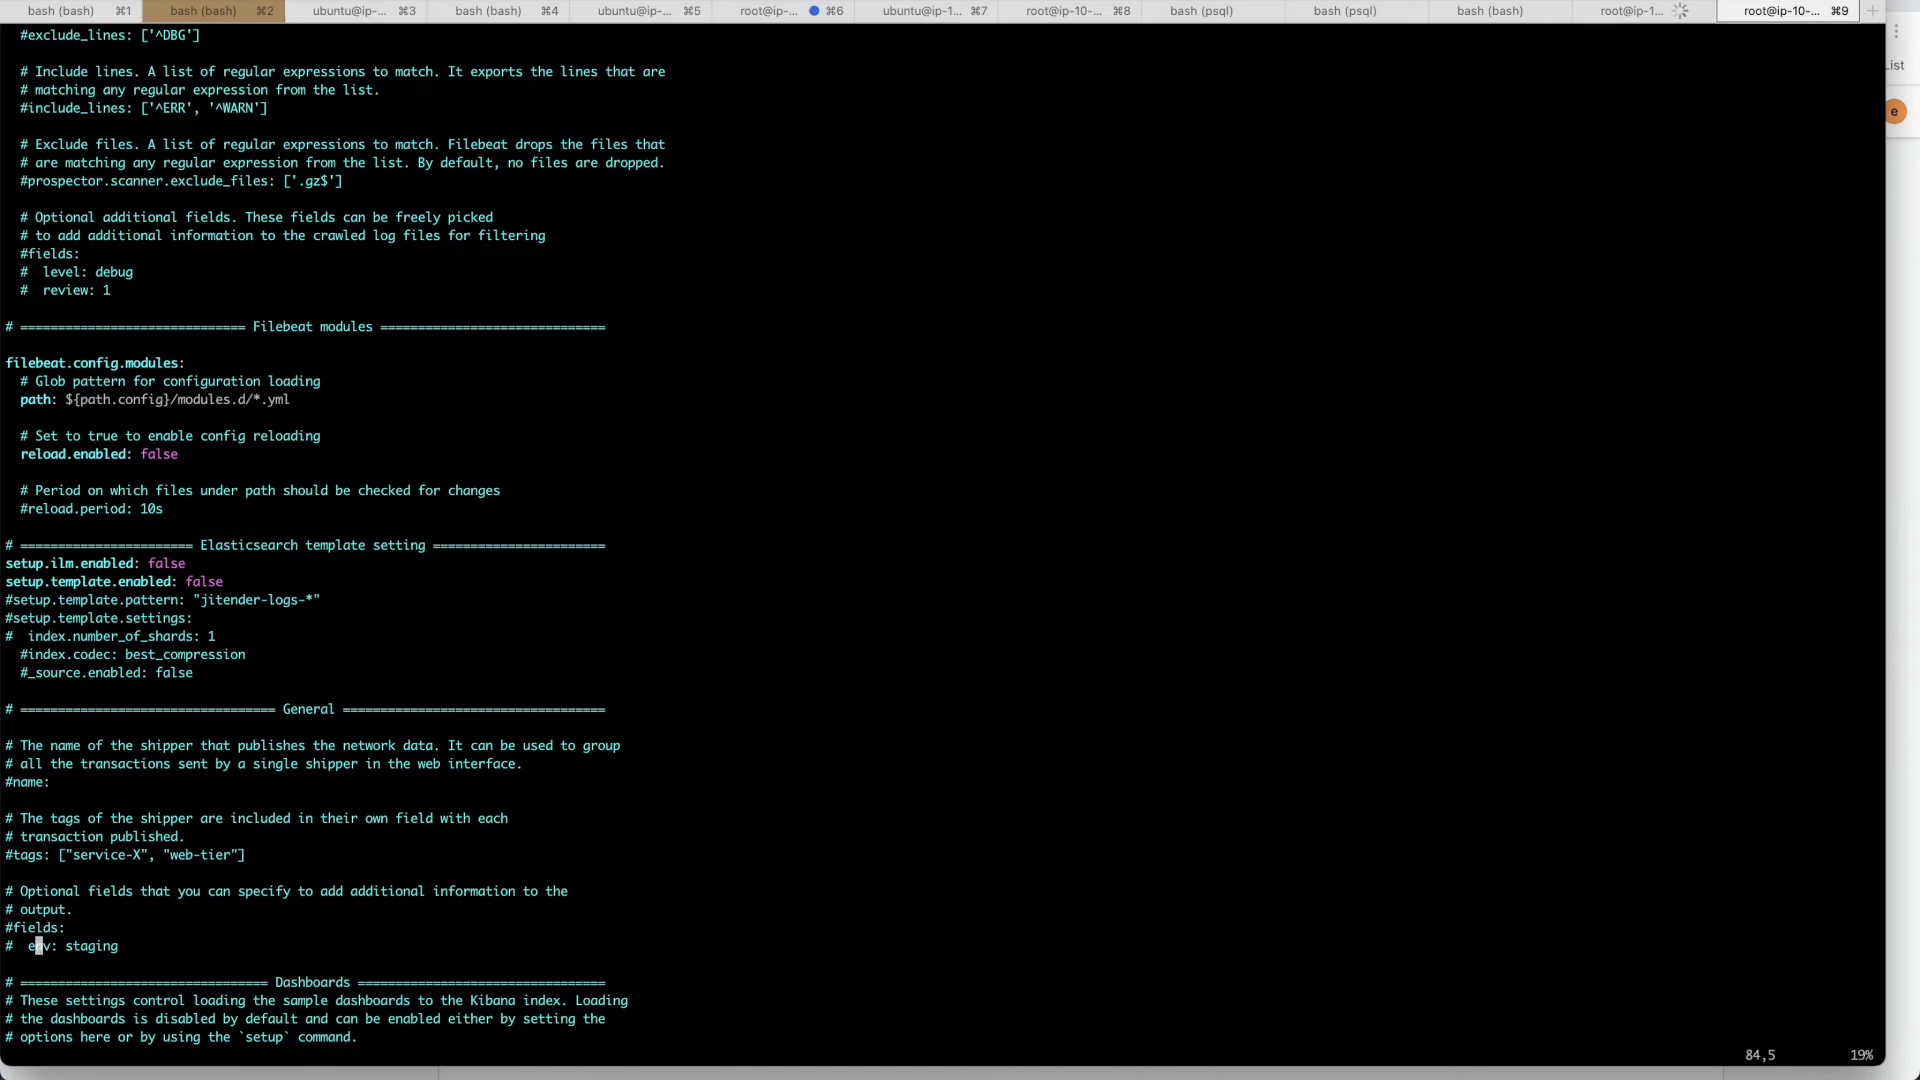 bash (bash) ⌘1 bash (bash) ⌘2 ubuntu@ip-... ⌘3 bash (bash) ⌘4 ubuntu@ip-... ⌘5 root@ip-... ⌘6 ubuntu@ip-1... ⌘7 root@ip-10-... ⌘8 bash (psql) bash (psql) bash (bash) root@ip-1... root@ip-10-... ⌘9
#exclude_lines: ['^DBG']
# Include lines. A list of regular expressions to match. It exports the lines that are
# matching any regular expression from the list.
#include_lines: ['^ERR', '^WARN']
# Exclude files. A list of regular expressions to match. Filebeat drops the files that
# are matching any regular expression from the list. By default, no files are dropped.
#prospector.scanner.exclude_files: ['.gz$']
# Optional additional fields. These fields can be freely picked
# to add additional information to the crawled log files for filtering
#fields:
#  level: debug
#  review: 1
# ============================== Filebeat modules ==============================
filebeat.config.modules:
# Glob pattern for configuration loading
path: ${path.config}/modules.d/*.yml
# Set to true to enable config reloading
reload.enabled: false
# Period on which files under path should be checked for changes
#reload.period: 10s
# ======================= Elasticsearch template setting =======================
setup.ilm.enabled: false
setup.template.enabled: false
#setup.template.pattern: "jitender-logs-*"
#setup.template.settings:
#  index.number_of_shards: 1
#index.codec: best_compression
#_source.enabled: false
# ================================== General ===================================
# The name of the shipper that publishes the network data. It can be used to group
# all the transactions sent by a single shipper in the web interface.
#name:
# The tags of the shipper are included in their own field with each
# transaction published.
#tags: ["service-X", "web-tier"]
# Optional fields that you can specify to add additional information to the
# output.
#fields:
#  env: staging
# ================================= Dashboards =================================
# These settings control loading the sample dashboards to the Kibana index. Loading
# the dashboards is disabled by default and can be enabled either by setting the
# options here or by using the `setup` command.
84,5 19%
List
e